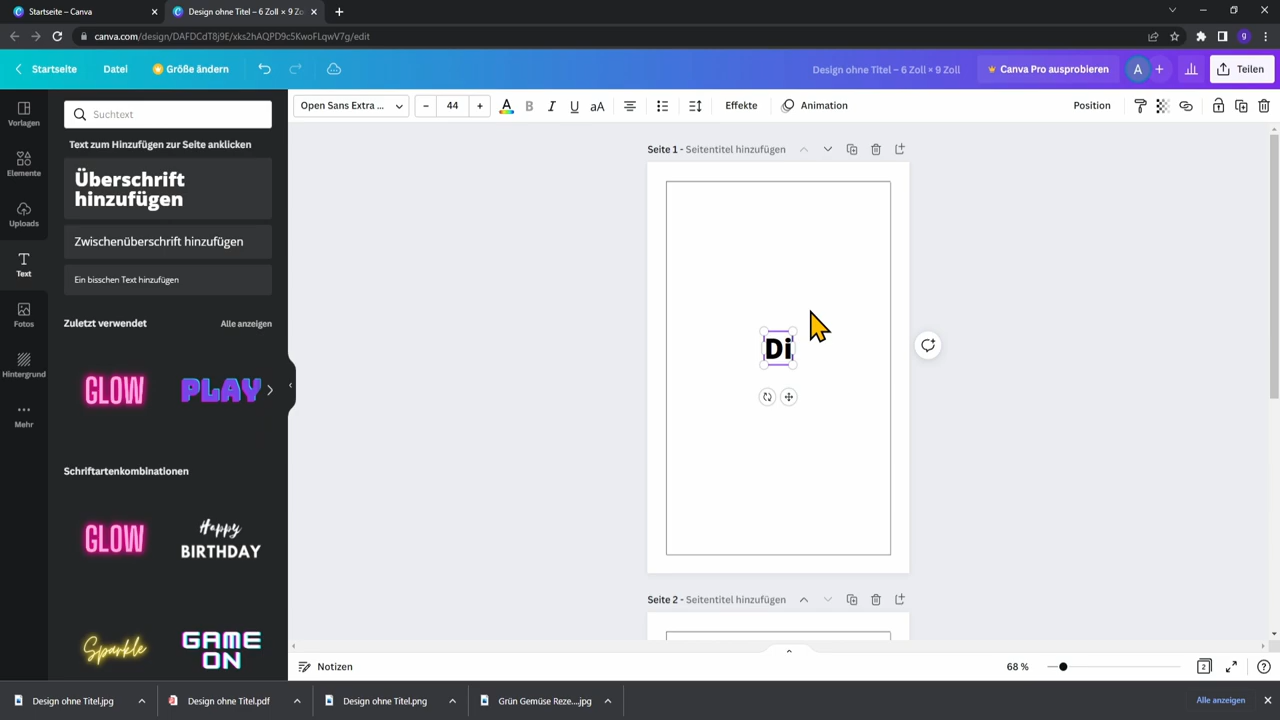 Startseite – Canva
Design ohne Titel – 6 Zoll × 9 Zo
canva.com/design/DAFDCdT8j9E/xks2hAQPD9c5KwoFLqwV7g/edit
g
Startseite
Datei
Größe ändern
Design ohne Titel – 6 Zoll × 9 Zoll
Canva Pro ausprobieren
A
Teilen
Vorlagen
Elemente
Uploads
Text
Fotos
Hintergrund
Mehr
Suchtext
Text zum Hinzufügen zur Seite anklicken
Überschrift
hinzufügen
Zwischenüberschrift hinzufügen
Ein bisschen Text hinzufügen
Zuletzt verwendet
Alle anzeigen
GLOW
PLAY
Schriftartenkombinationen
GLOW
Happy
BIRTHDAY
Sparkle
GAME
ON
Open Sans Extra ...
44
A
B
I
U
aA
Effekte
Animation
Position
Seite 1 - Seitentitel hinzufügen
Di
Seite 2 - Seitentitel hinzufügen
Notizen
68 %
2
Design ohne Titel.jpg
Design ohne Titel.pdf
Design ohne Titel.png
Grün Gemüse Reze....jpg
Alle anzeigen